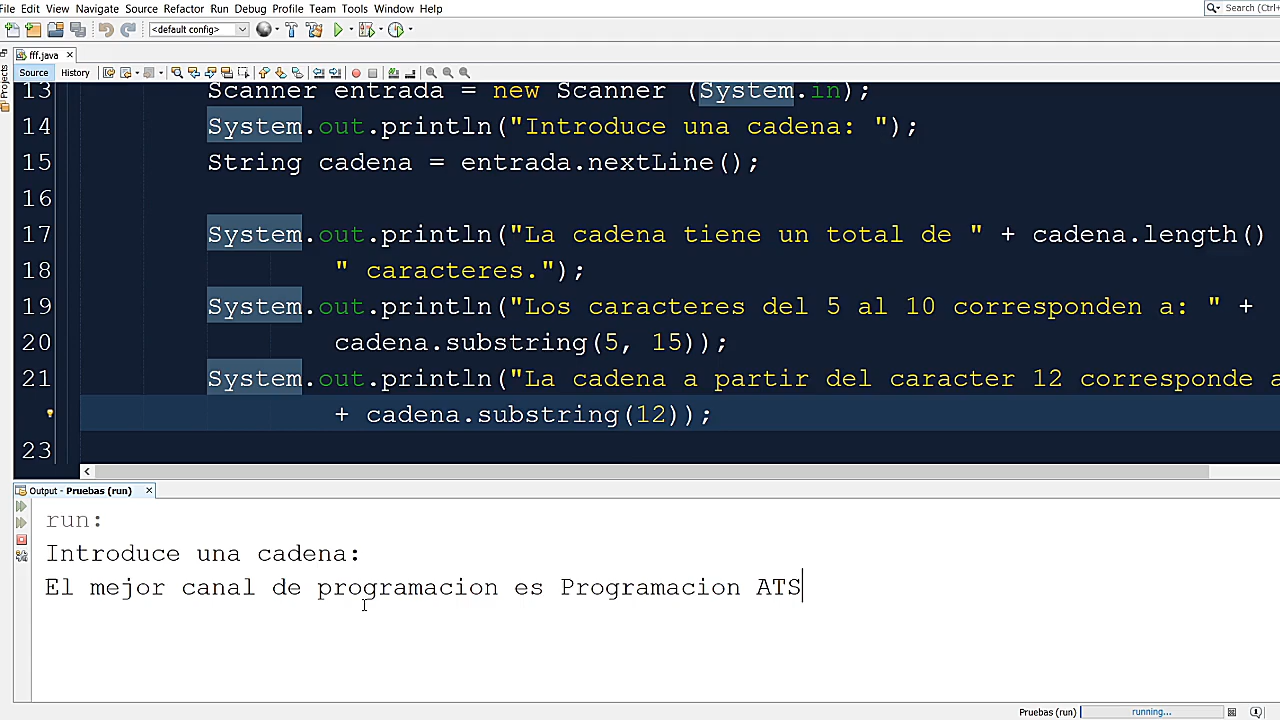 File Edit View Navigate Source Refactor Run Debug Profile Team Tools Window Help
Search (Ctrl+
<default config>
fff.java
Projects
Source History
13 Scanner entrada = new Scanner (System.in);
14 System.out.println("Introduce una cadena: ");
15 String cadena = entrada.nextLine();
16
17 System.out.println("La cadena tiene un total de " + cadena.length()
18 " caracteres.");
19 System.out.println("Los caracteres del 5 al 10 corresponden a: " +
20 cadena.substring(5, 15));
21 System.out.println("La cadena a partir del caracter 12 corresponde a
+ cadena.substring(12));
23
Output - Pruebas (run)
run:
Introduce una cadena:
El mejor canal de programacion es Programacion ATS
Pruebas (run) running...